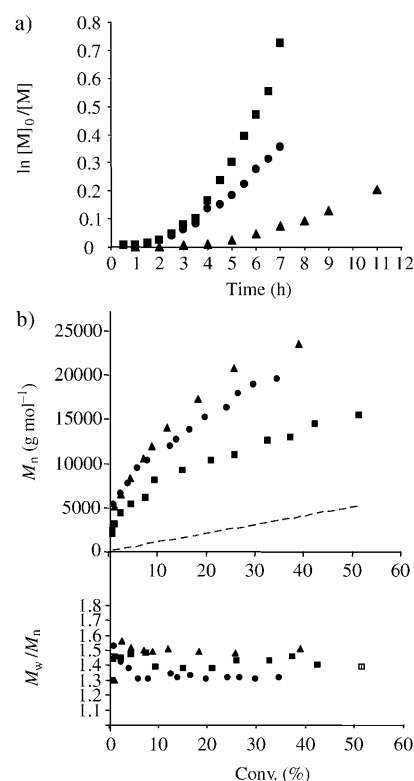 a)
ln [M]0/[M]
0.8
0.7
0.6
0.5
0.4
0.3
0.2
0.1
0
0 1 2 3 4 5 6 7 8 9 10 11 12
Time (h)
b)
Mn (g mol−1)
25000
20000
15000
10000
5000
0
10 20 30 40 50 60
Mw/Mn
1.8
1.7
1.6
1.5
1.4
1.3
1.2
1.1
0 10 20 30 40 50 60
Conv. (%)